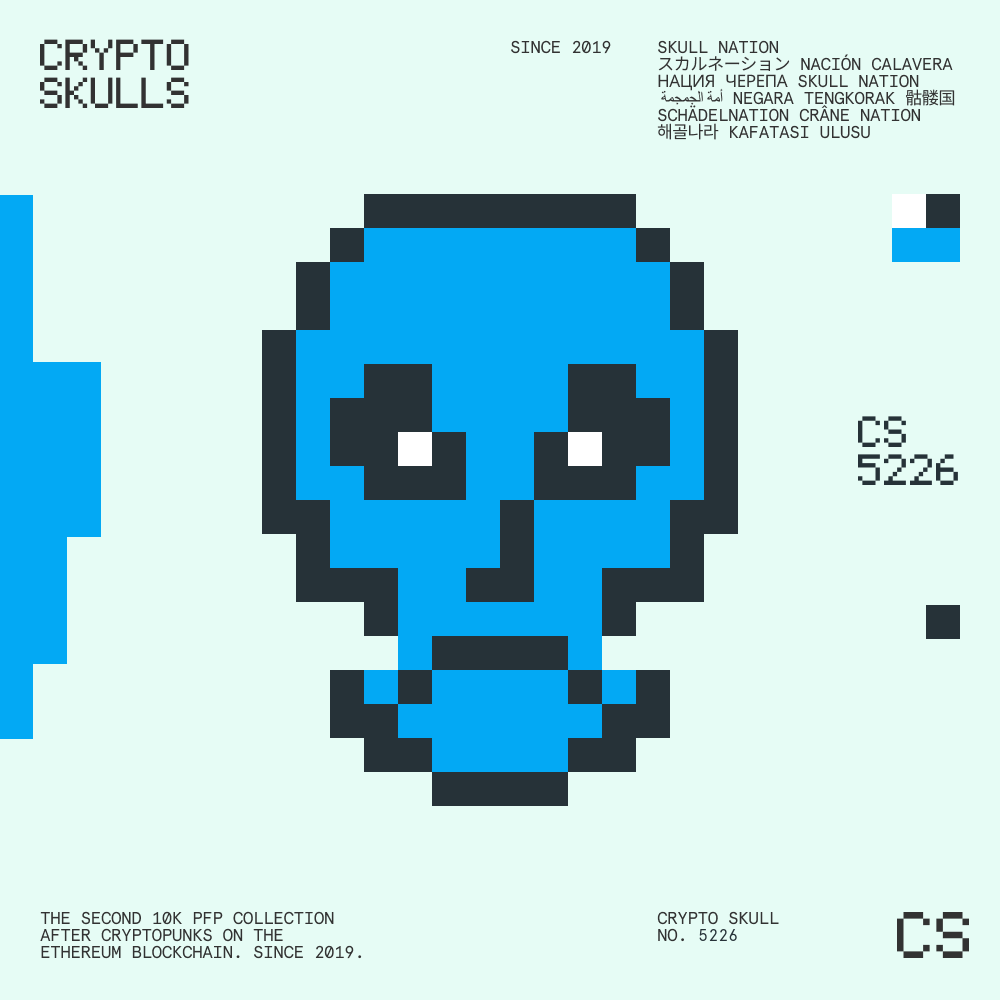 CRYPTO
SKULLS
SINCE 2019
SKULL NATION
スカルネーション NACIÓN CALAVERA
НАЦИЯ ЧЕРЕПА SKULL NATION
أمة الجمجمة NEGARA TENGKORAK 骷髅国
SCHÄDELNATION CRÂNE NATION
해골나라 KAFATASI ULUSU
CS
5226
THE SECOND 10K PFP COLLECTION
AFTER CRYPTOPUNKS ON THE
ETHEREUM BLOCKCHAIN. SINCE 2019.
CRYPTO SKULL
NO. 5226
CS